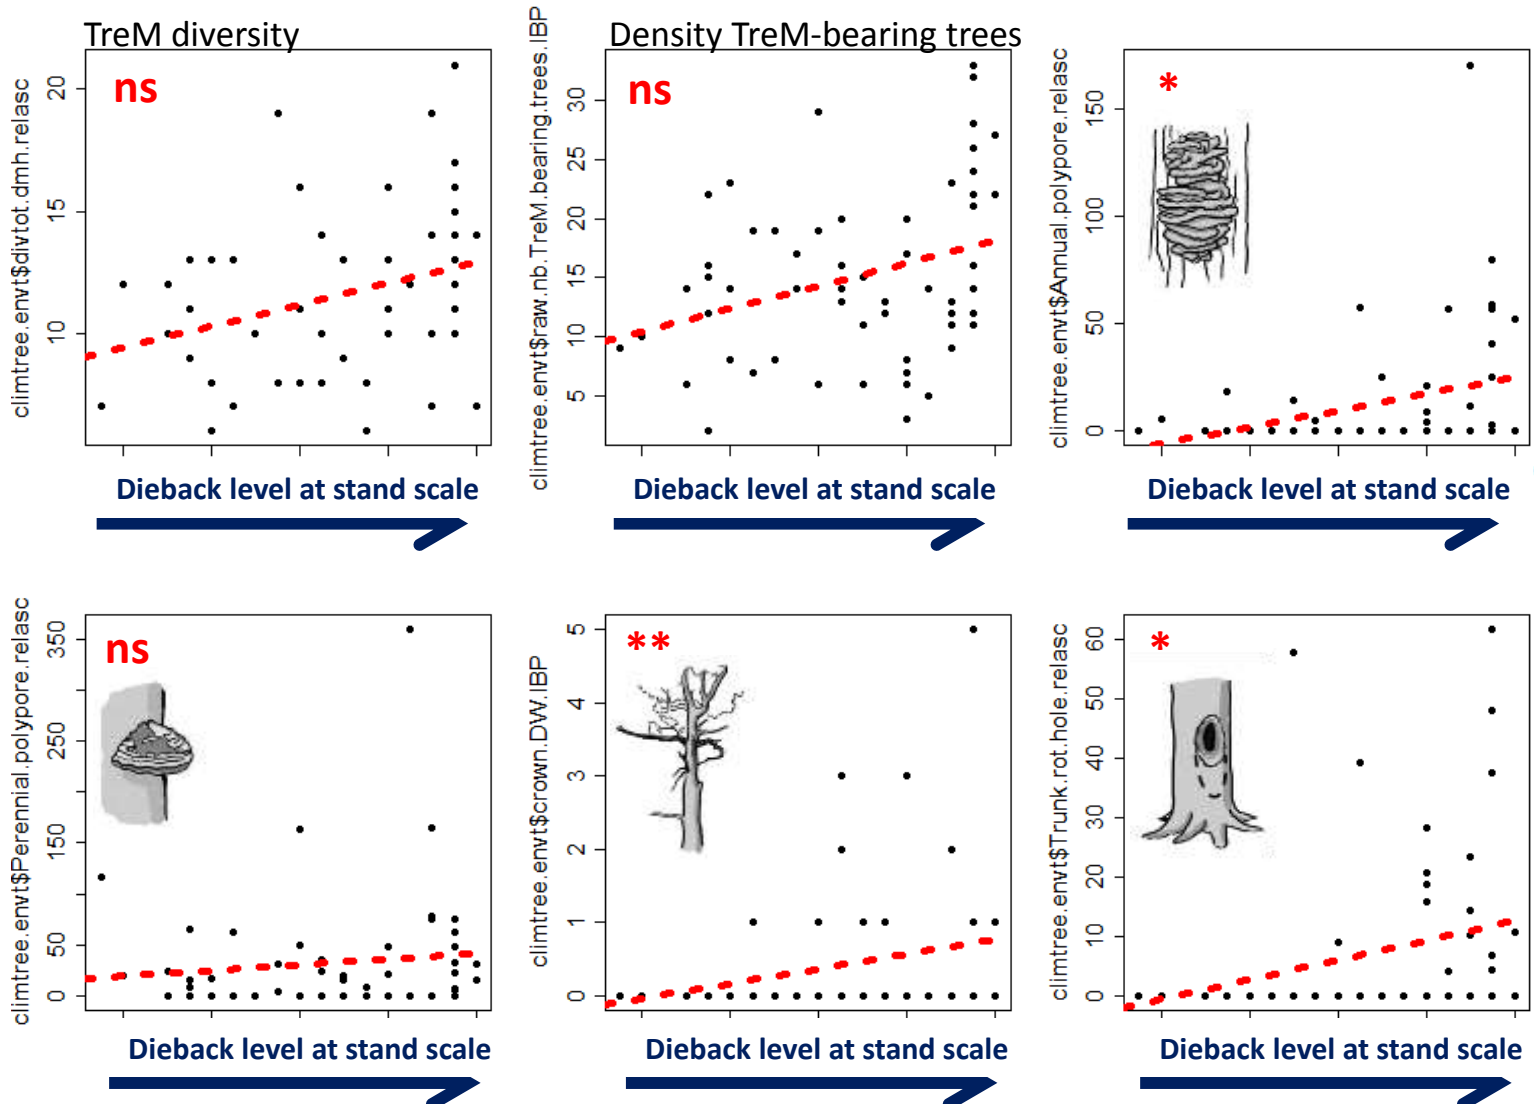 TreM diversity
climtree.envt$divtot.dmh.relasc
20
15
10
ns
Dieback level at stand scale
Density TreM-bearing trees
climtree.envt$raw.nb.TreM.bearing.trees.IBP
30
25
20
15
10
5
ns
Dieback level at stand scale
climtree.envt$Annual.polypore.relasc
150
100
50
0
*
Dieback level at stand scale
climtree.envt$Perennial.polypore.relasc
350
250
150
50
0
ns
Dieback level at stand scale
climtree.envt$crown.DW.IBP
5
4
3
2
1
0
**
Dieback level at stand scale
climtree.envt$Trunk.rot.hole.relasc
60
50
40
30
20
10
0
*
Dieback level at stand scale